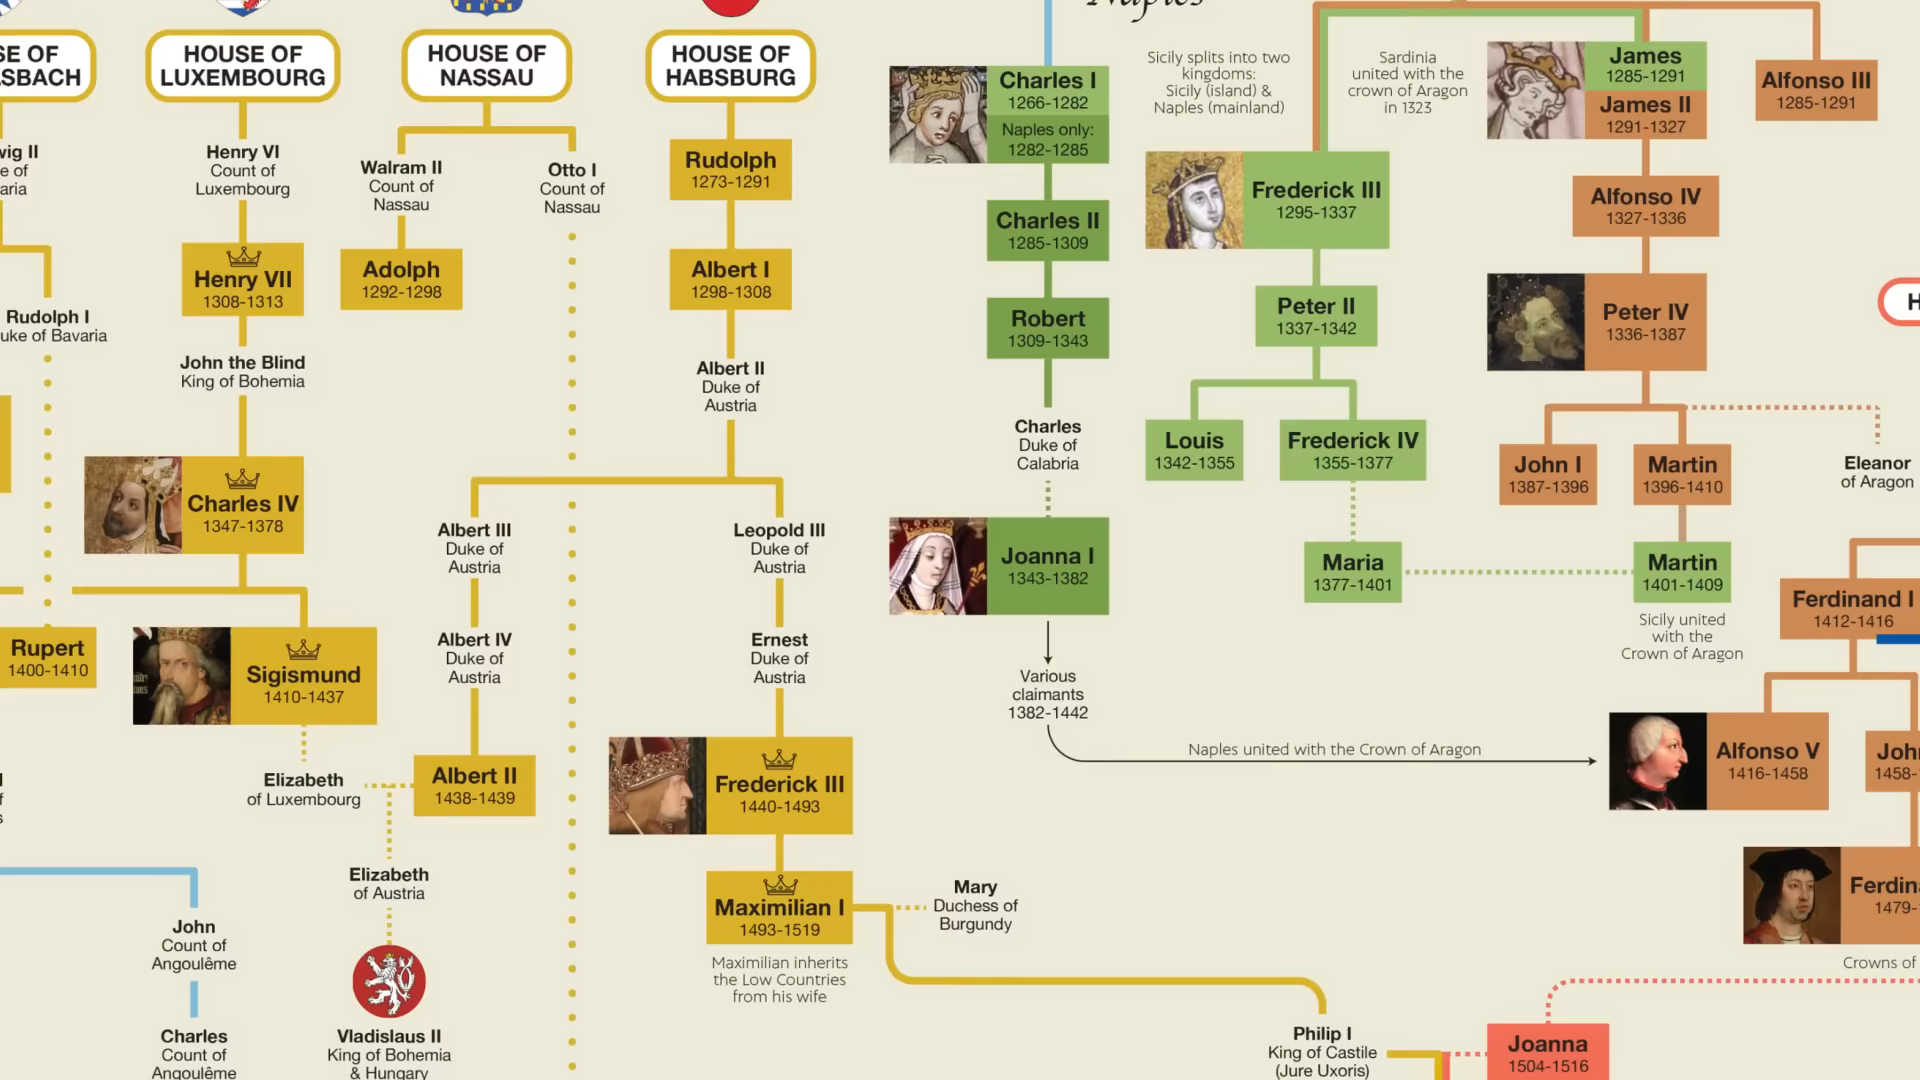 Naples
SE OF
LSBACH
HOUSE OF
LUXEMBOURG
HOUSE OF
NASSAU
HOUSE OF
HABSBURG
wig II
e of
aria
Rudolph I
uke of Bavaria
Rupert
1400-1410
Henry VI
Count of
Luxembourg
Henry VII
1308-1313
John the Blind
King of Bohemia
Charles IV
1347-1378
Sigismund
1410-1437
Elizabeth
of Luxembourg
Walram II
Count of
Nassau
Otto I
Count of
Nassau
Adolph
1292-1298
Rudolph
1273-1291
Albert I
1298-1308
Albert II
Duke of
Austria
Albert III
Duke of
Austria
Leopold III
Duke of
Austria
Albert IV
Duke of
Austria
Ernest
Duke of
Austria
Albert II
1438-1439
Frederick III
1440-1493
Elizabeth
of Austria
Maximilian I
1493-1519
Maximilian inherits
the Low Countries
from his wife
Mary
Duchess of
Burgundy
John
Count of
Angoulême
Charles
Count of
Angoulême
Vladislaus II
King of Bohemia
& Hungary
Charles I
1266-1282
Naples only:
1282-1285
Charles II
1285-1309
Robert
1309-1343
Charles
Duke of
Calabria
Joanna I
1343-1382
Various
claimants
1382-1442
Naples united with the Crown of Aragon
Sicily splits into two
kingdoms:
Sicily (island) &
Naples (mainland)
Sardinia
united with the
crown of Aragon
in 1323
Frederick III
1295-1337
Peter II
1337-1342
Louis
1342-1355
Frederick IV
1355-1377
Maria
1377-1401
James
1285-1291
James II
1291-1327
Alfonso III
1285-1291
Alfonso IV
1327-1336
Peter IV
1336-1387
John I
1387-1396
Martin
1396-1410
Eleanor
of Aragon
Martin
1401-1409
Sicily united
with the
Crown of Aragon
Ferdinand I
1412-1416
Alfonso V
1416-1458
John
1458-
Ferdin
1479-
Crowns of
Philip I
King of Castile
(Jure Uxoris)
Joanna
1504-1516
H